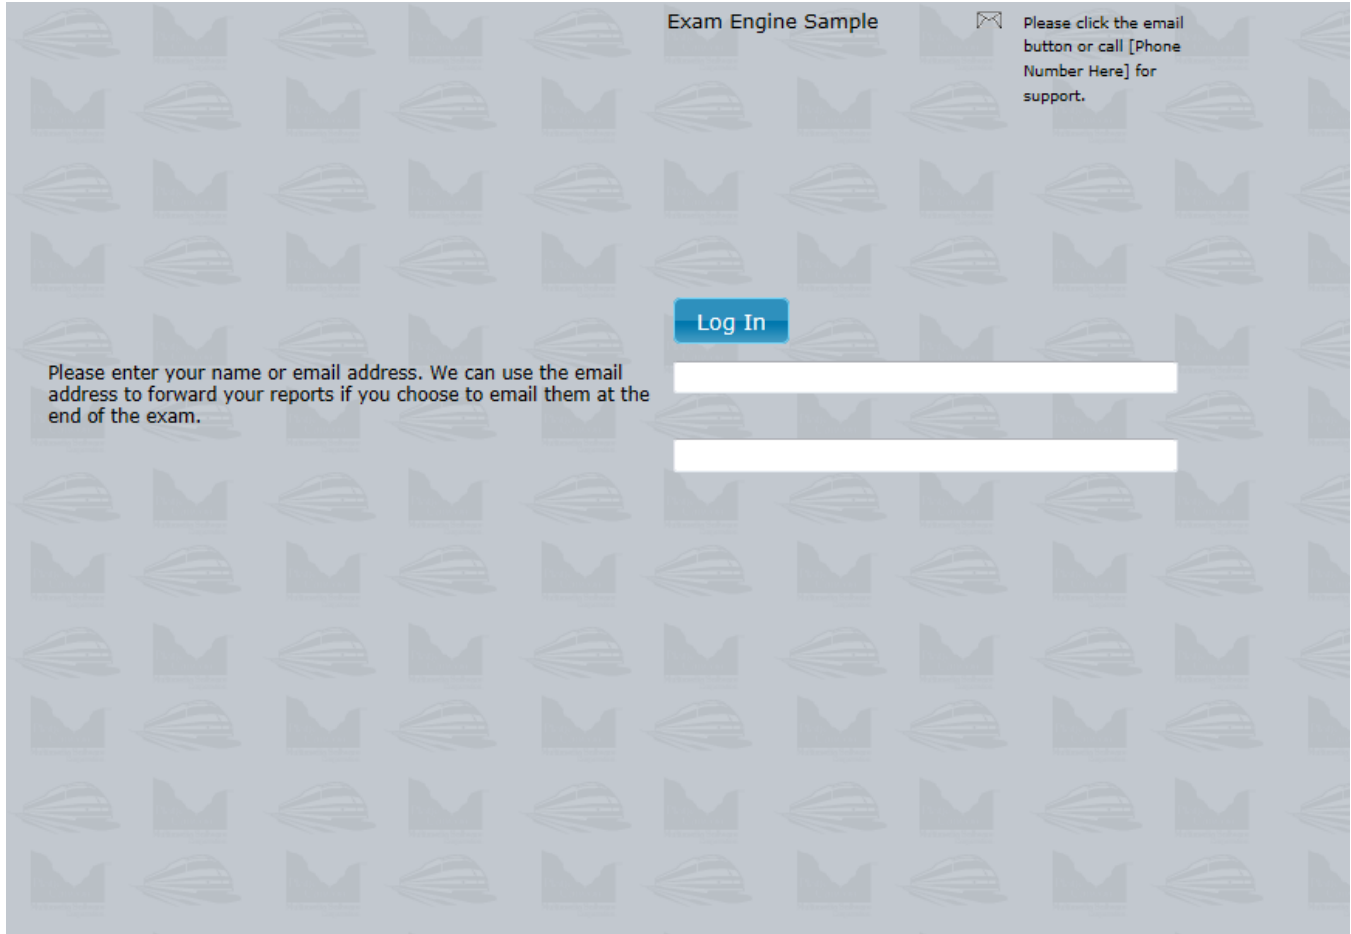 Exam Engine Sample
Please click the email
button or call [Phone
Number Here] for
support.
Log In
Please enter your name or email address. We can use the email
address to forward your reports if you choose to email them at the
end of the exam.